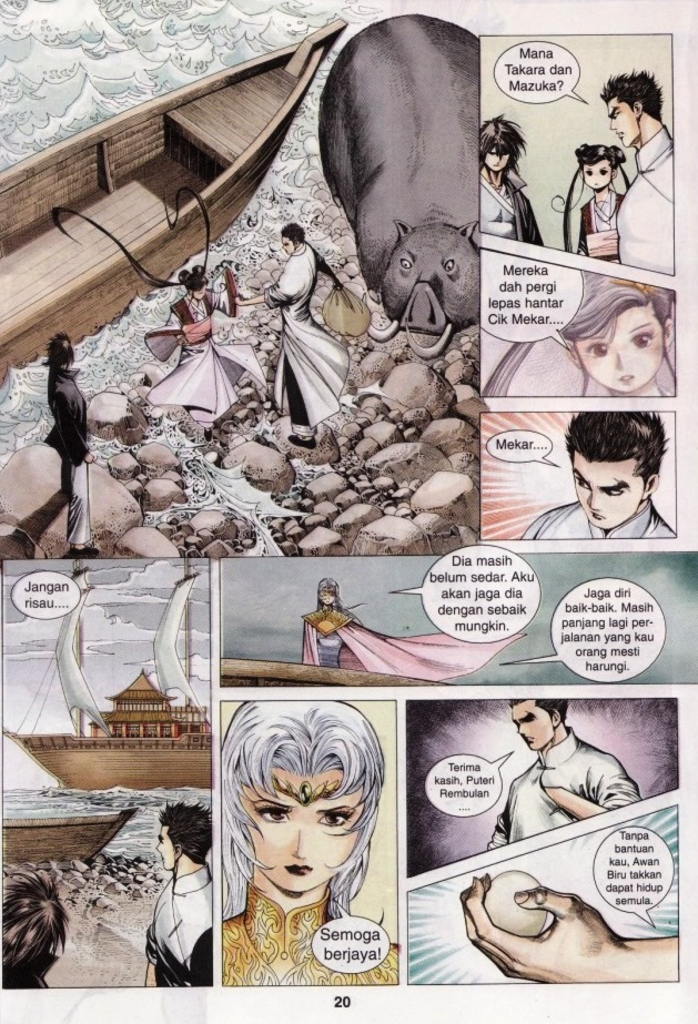 Mana
Takara dan
Mazuka?
Mereka
dah pergi
lepas hantar
Cik Mekar....
Mekar....
Jangan
risau....
Dia masih
belum sedar. Aku
akan jaga dia
dengan sebaik
mungkin.
Jaga diri
baik-baik. Masih
panjang lagi per-
jalanan yang kau
orang mesti
harungi.
Semoga
berjaya!
Terima
kasih, Puteri
Rembulan
....
Tanpa
bantuan
kau, Awan
Biru takkan
dapat hidup
semula.
20